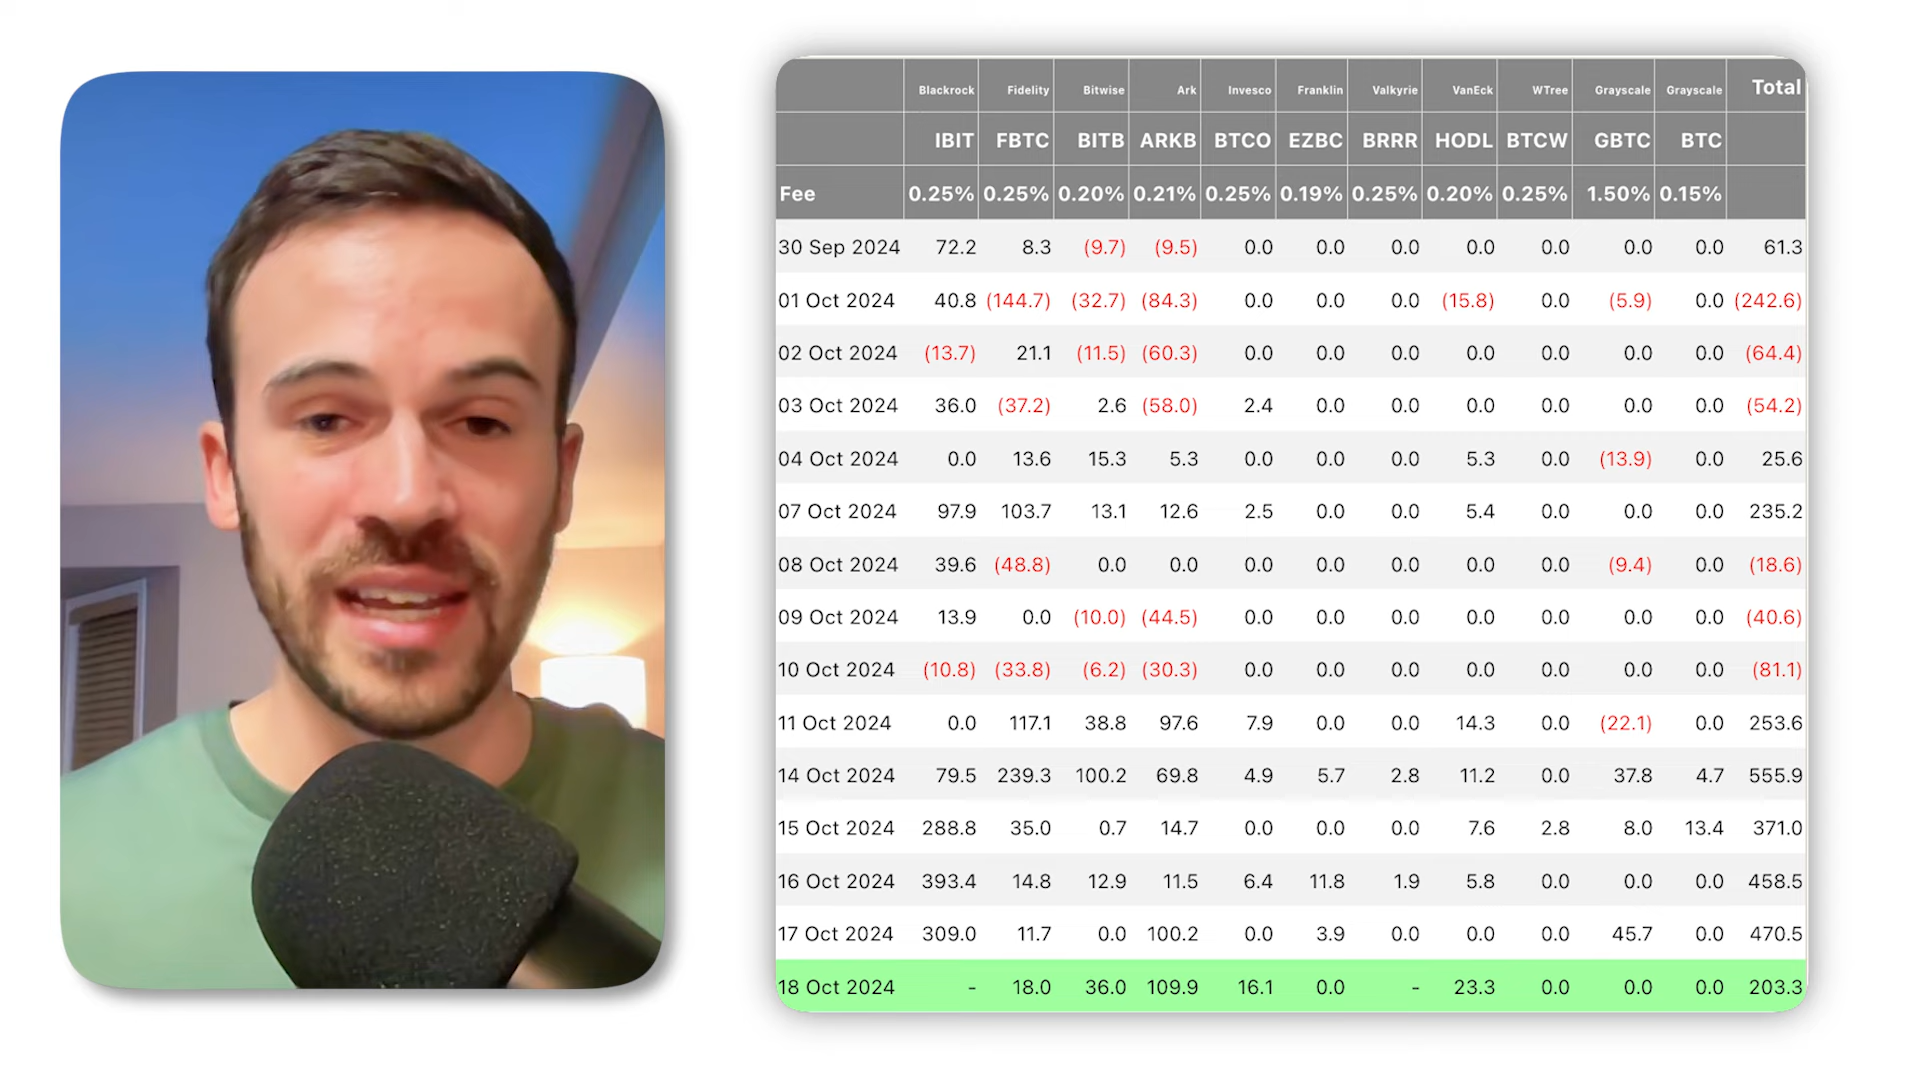 Blackrock Fidelity Bitwise Ark Invesco Franklin Valkyrie VanEck WTree Grayscale Grayscale Total
IBIT FBTC BITB ARKB BTCO EZBC BRRR HODL BTCW GBTC BTC
Fee 0.25% 0.25% 0.20% 0.21% 0.25% 0.19% 0.25% 0.20% 0.25% 1.50% 0.15%
30 Sep 2024 72.2 8.3 (9.7) (9.5) 0.0 0.0 0.0 0.0 0.0 0.0 0.0 61.3
01 Oct 2024 40.8 (144.7) (32.7) (84.3) 0.0 0.0 0.0 (15.8) 0.0 (5.9) 0.0 (242.6)
02 Oct 2024 (13.7) 21.1 (11.5) (60.3) 0.0 0.0 0.0 0.0 0.0 0.0 0.0 (64.4)
03 Oct 2024 36.0 (37.2) 2.6 (58.0) 2.4 0.0 0.0 0.0 0.0 0.0 0.0 (54.2)
04 Oct 2024 0.0 13.6 15.3 5.3 0.0 0.0 0.0 5.3 0.0 (13.9) 0.0 25.6
07 Oct 2024 97.9 103.7 13.1 12.6 2.5 0.0 0.0 5.4 0.0 0.0 0.0 235.2
08 Oct 2024 39.6 (48.8) 0.0 0.0 0.0 0.0 0.0 0.0 0.0 (9.4) 0.0 (18.6)
09 Oct 2024 13.9 0.0 (10.0) (44.5) 0.0 0.0 0.0 0.0 0.0 0.0 0.0 (40.6)
10 Oct 2024 (10.8) (33.8) (6.2) (30.3) 0.0 0.0 0.0 0.0 0.0 0.0 0.0 (81.1)
11 Oct 2024 0.0 117.1 38.8 97.6 7.9 0.0 0.0 14.3 0.0 (22.1) 0.0 253.6
14 Oct 2024 79.5 239.3 100.2 69.8 4.9 5.7 2.8 11.2 0.0 37.8 4.7 555.9
15 Oct 2024 288.8 35.0 0.7 14.7 0.0 0.0 0.0 7.6 2.8 8.0 13.4 371.0
16 Oct 2024 393.4 14.8 12.9 11.5 6.4 11.8 1.9 5.8 0.0 0.0 0.0 458.5
17 Oct 2024 309.0 11.7 0.0 100.2 0.0 3.9 0.0 0.0 0.0 45.7 0.0 470.5
18 Oct 2024 - 18.0 36.0 109.9 16.1 0.0 - 23.3 0.0 0.0 0.0 203.3